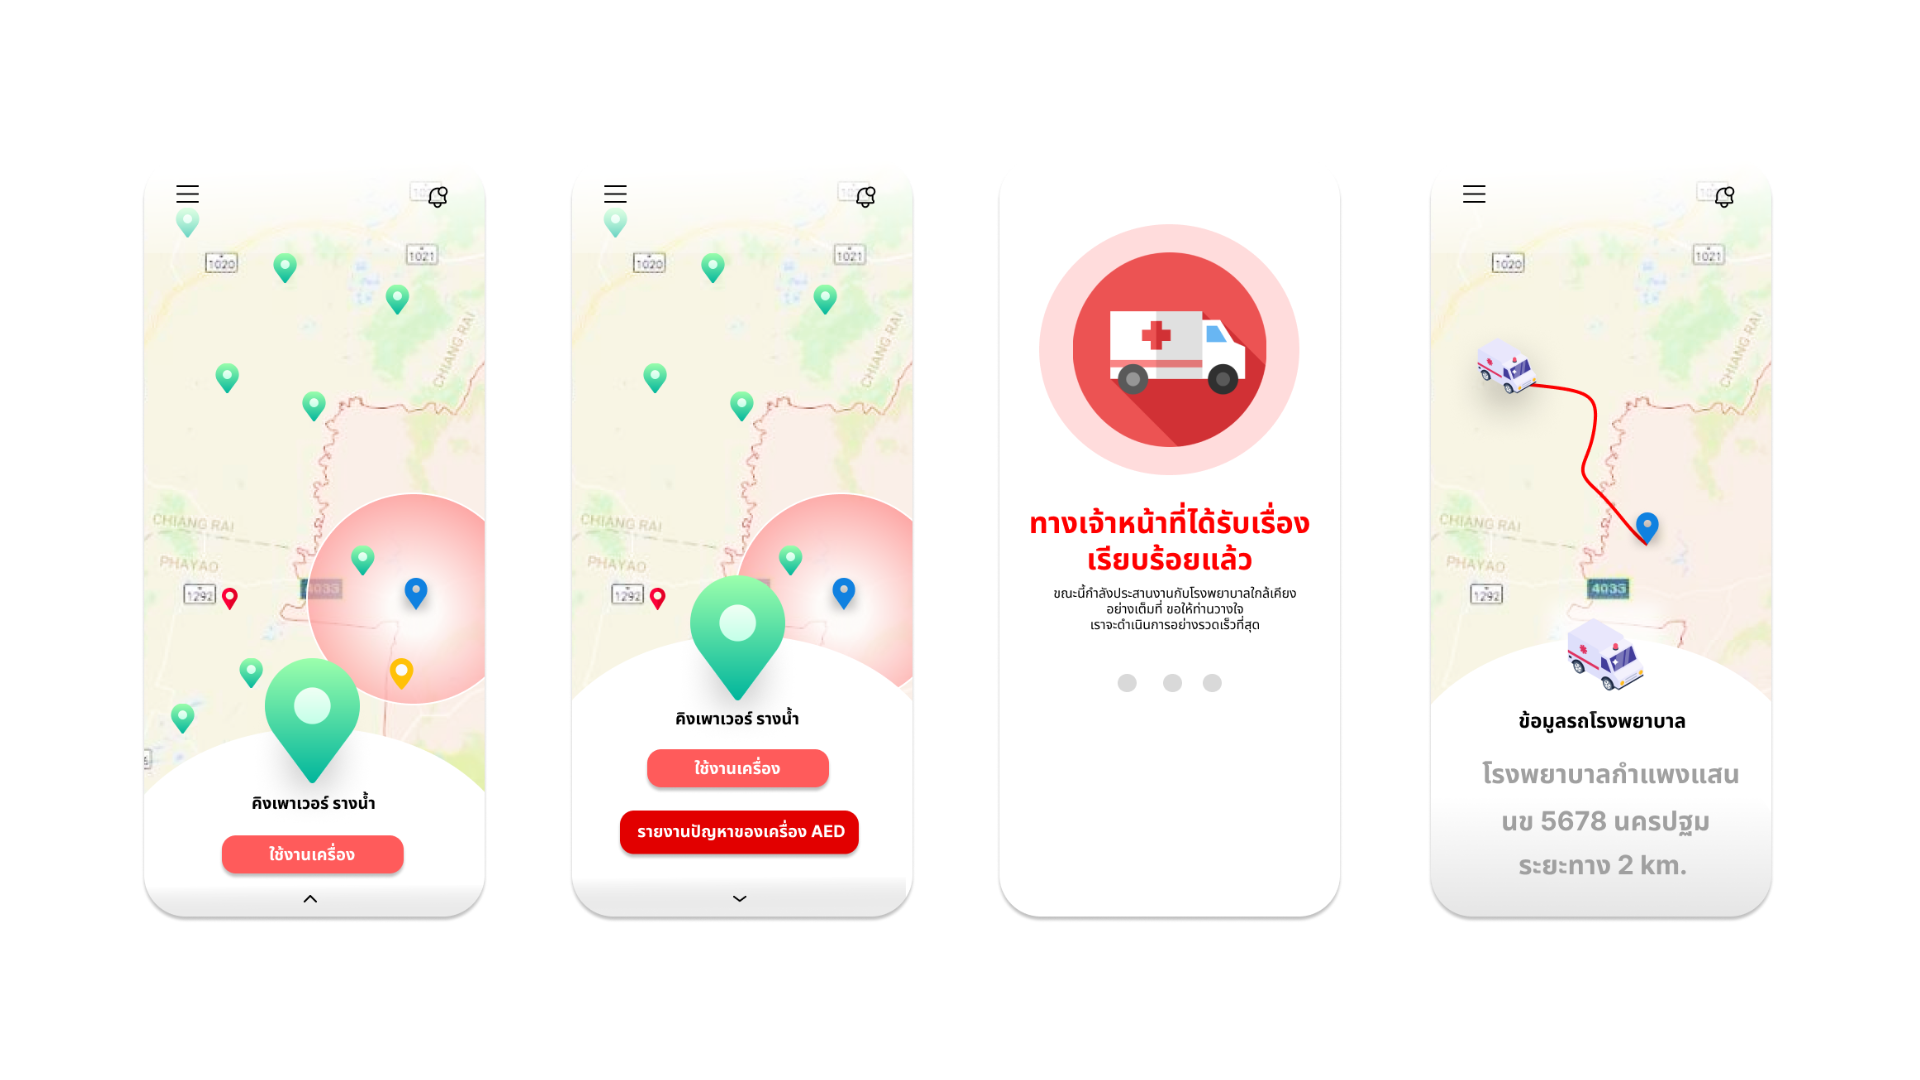 1020
1021
CHIANG RAI
CHIANG RAI
PHAYAO
1292
4033
คิงเพาเวอร์ รางน้ำ
ใช้งานเครื่อง
1020
1021
CHIANG RAI
CHIANG RAI
PHAYAO
1292
คิงเพาเวอร์ รางน้ำ
ใช้งานเครื่อง
รายงานปัญหาของเครื่อง AED
ทางเจ้าหน้าที่ได้รับเรื่อง
เรียบร้อยแล้ว
ขณะนี้กำลังประสานงานกับโรงพยาบาลใกล้เคียง
อย่างเต็มที่ ขอให้ท่านวางใจ
เราจะดำเนินการอย่างรวดเร็วที่สุด
1020
1021
CHIANG RAI
CHIANG RAI
PHAYAO
1292
4033
ข้อมูลรถโรงพยาบาล
โรงพยาบาลกำแพงแสน
นข 5678 นครปฐม
ระยะทาง 2 km.